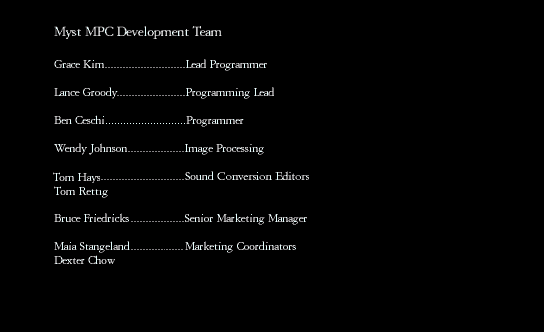 Myst MPC Development Team
Grace Kim...........................Lead Programmer
Lance Groody.......................Programming Lead
Ben Ceschi...........................Programmer
Wendy Johnson...................Image Processing
Tom Hays............................Sound Conversion Editors
Tom Rettig
Bruce Friedricks..................Senior Marketing Manager
Maia Stangeland..................Marketing Coordinators
Dexter Chow